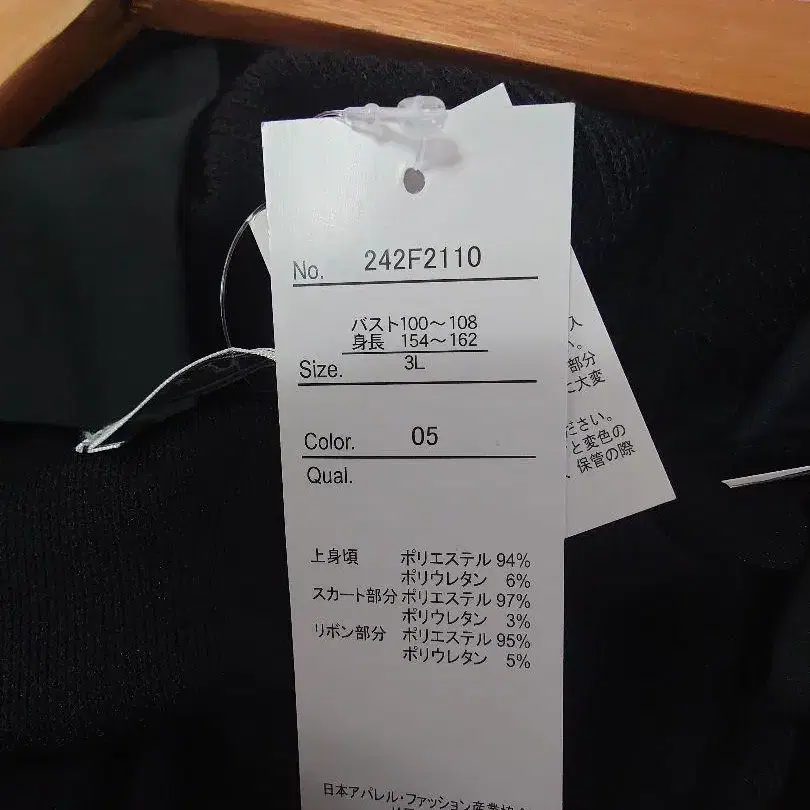 No. 242F2110
バスト100〜108
身長 154〜162
Size. 3L
Color. 05
Qual.
上身頃 ポリエステル 94%
ポリウレタン 6%
スカート部分 ポリエステル 97%
ポリウレタン 3%
リボン部分 ポリエステル 95%
ポリウレタン 5%
日本アパレル・ファッション産業協会
入
い。
部分
に大変
ださい。
と変色の
保管の際